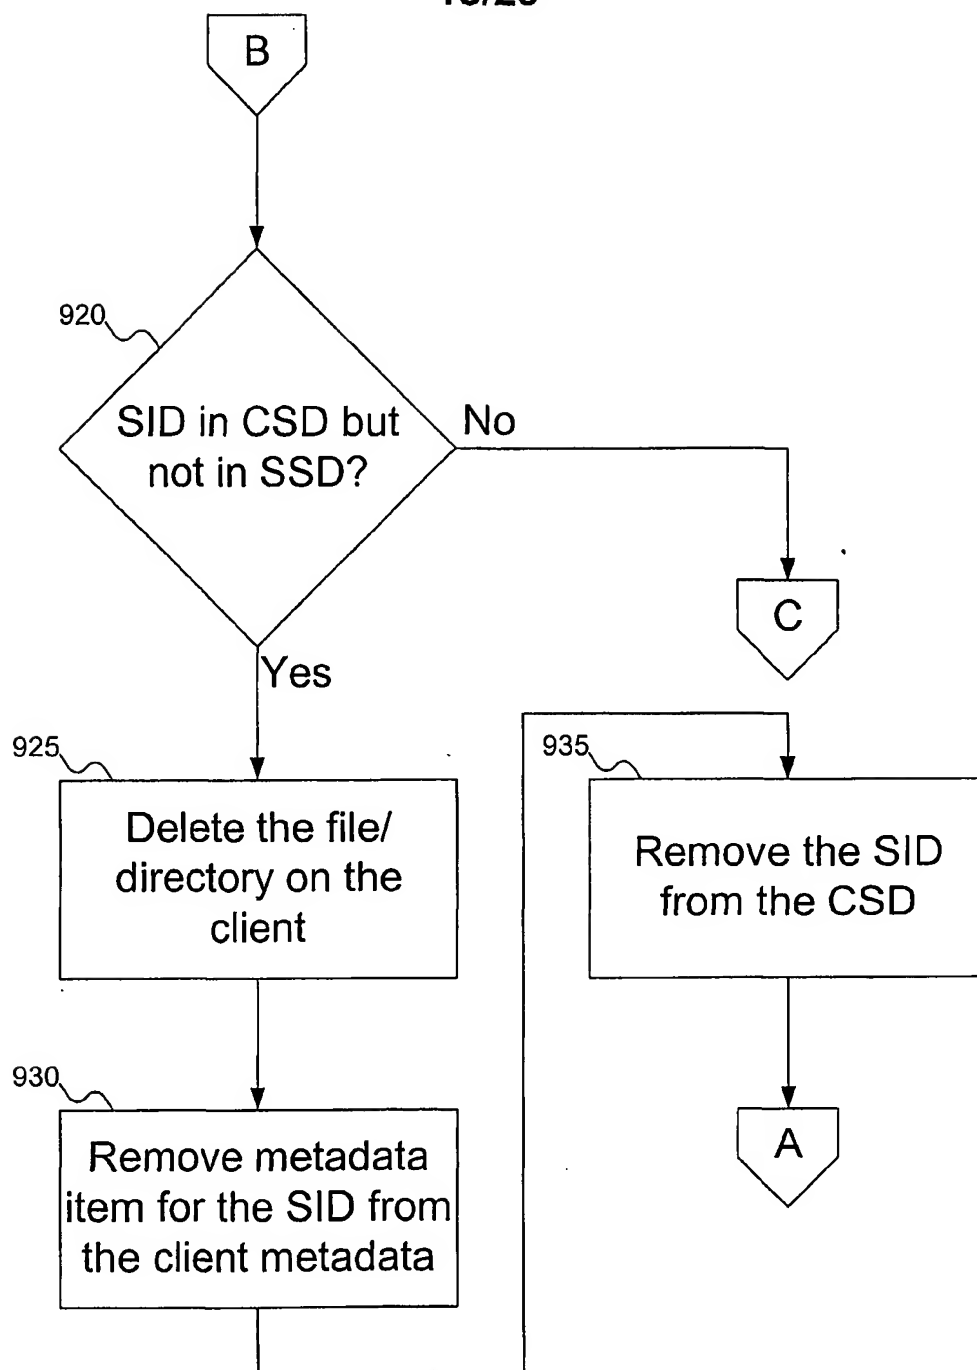 B
920
SID in CSD but
not in SSD?
No
C
Yes
925
Delete the file/
directory on the
client
935
Remove the SID
from the CSD
930
Remove metadata
item for the SID from
the client metadata
A